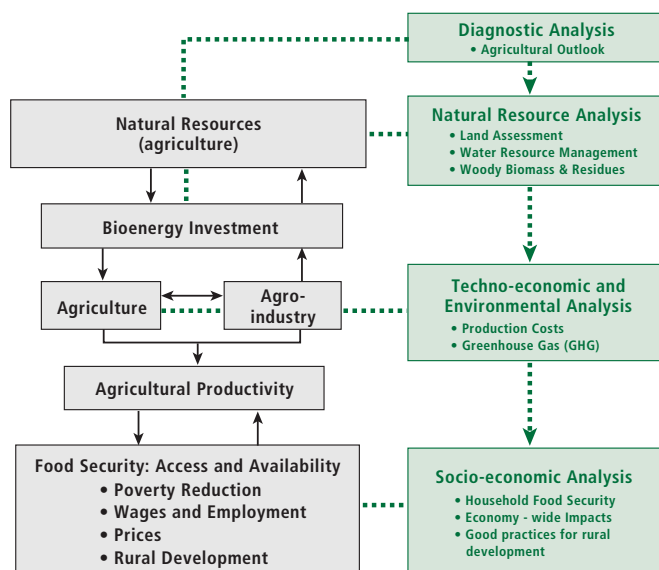 Diagnostic Analysis
• Agricultural Outlook
Natural Resources
(agriculture)
Natural Resource Analysis
• Land Assessment
• Water Resource Management
• Woody Biomass & Residues
Bioenergy Investment
Agriculture
Agro-
industry
Techno-economic and
Environmental Analysis
• Production Costs
• Greenhouse Gas (GHG)
Agricultural Productivity
Food Security: Access and Availability
• Poverty Reduction
• Wages and Employment
• Prices
• Rural Development
Socio-economic Analysis
• Household Food Security
• Economy - wide Impacts
• Good practices for rural
development